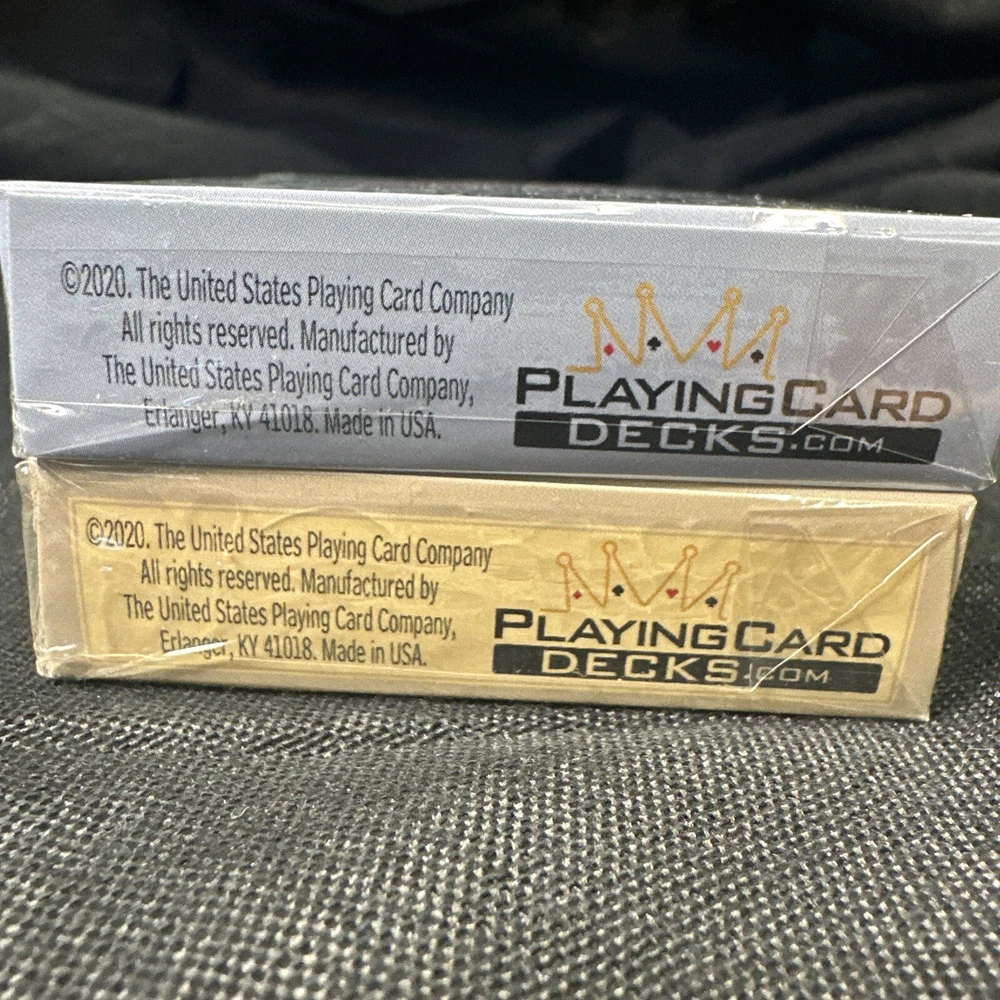 ©2020. The United States Playing Card Company
All rights reserved. Manufactured by
The United States Playing Card Company,
Erlanger, KY 41018. Made in USA.
PLAYINGCARD
DECKS.COM
©2020. The United States Playing Card Company
All rights reserved. Manufactured by
The United States Playing Card Company,
Erlanger, KY 41018. Made in USA.
PLAYINGCARD
DECKS.COM